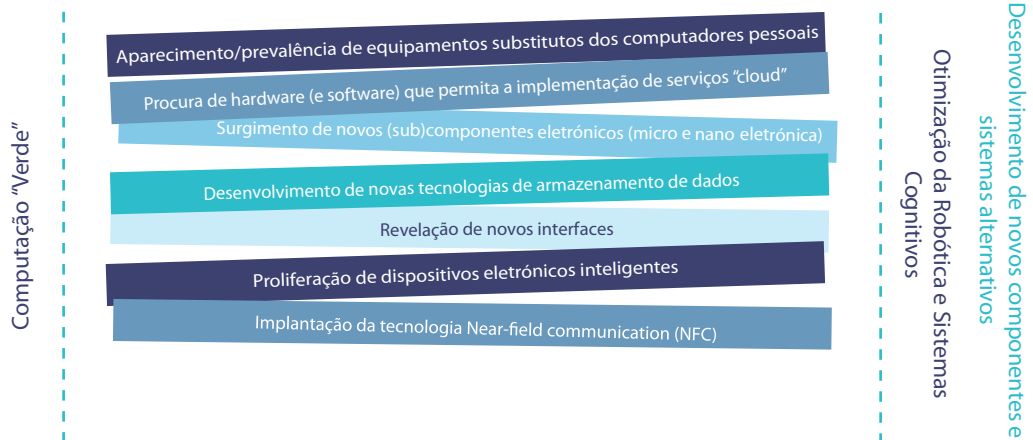 Computação “Verde”
Aparecimento/prevalência de equipamentos substitutos dos computadores pessoais
Procura de hardware (e software) que permita a implementação de serviços “cloud”
Surgimento de novos (sub)componentes eletrónicos (micro e nano eletrónica)
Desenvolvimento de novas tecnologias de armazenamento de dados
Revelação de novos interfaces
Proliferação de dispositivos eletrónicos inteligentes
Implantação da tecnologia Near-field communication (NFC)
Otimização da Robótica e Sistemas
Cognitivos
Desenvolvimento de novos componentes e
sistemas alternativos